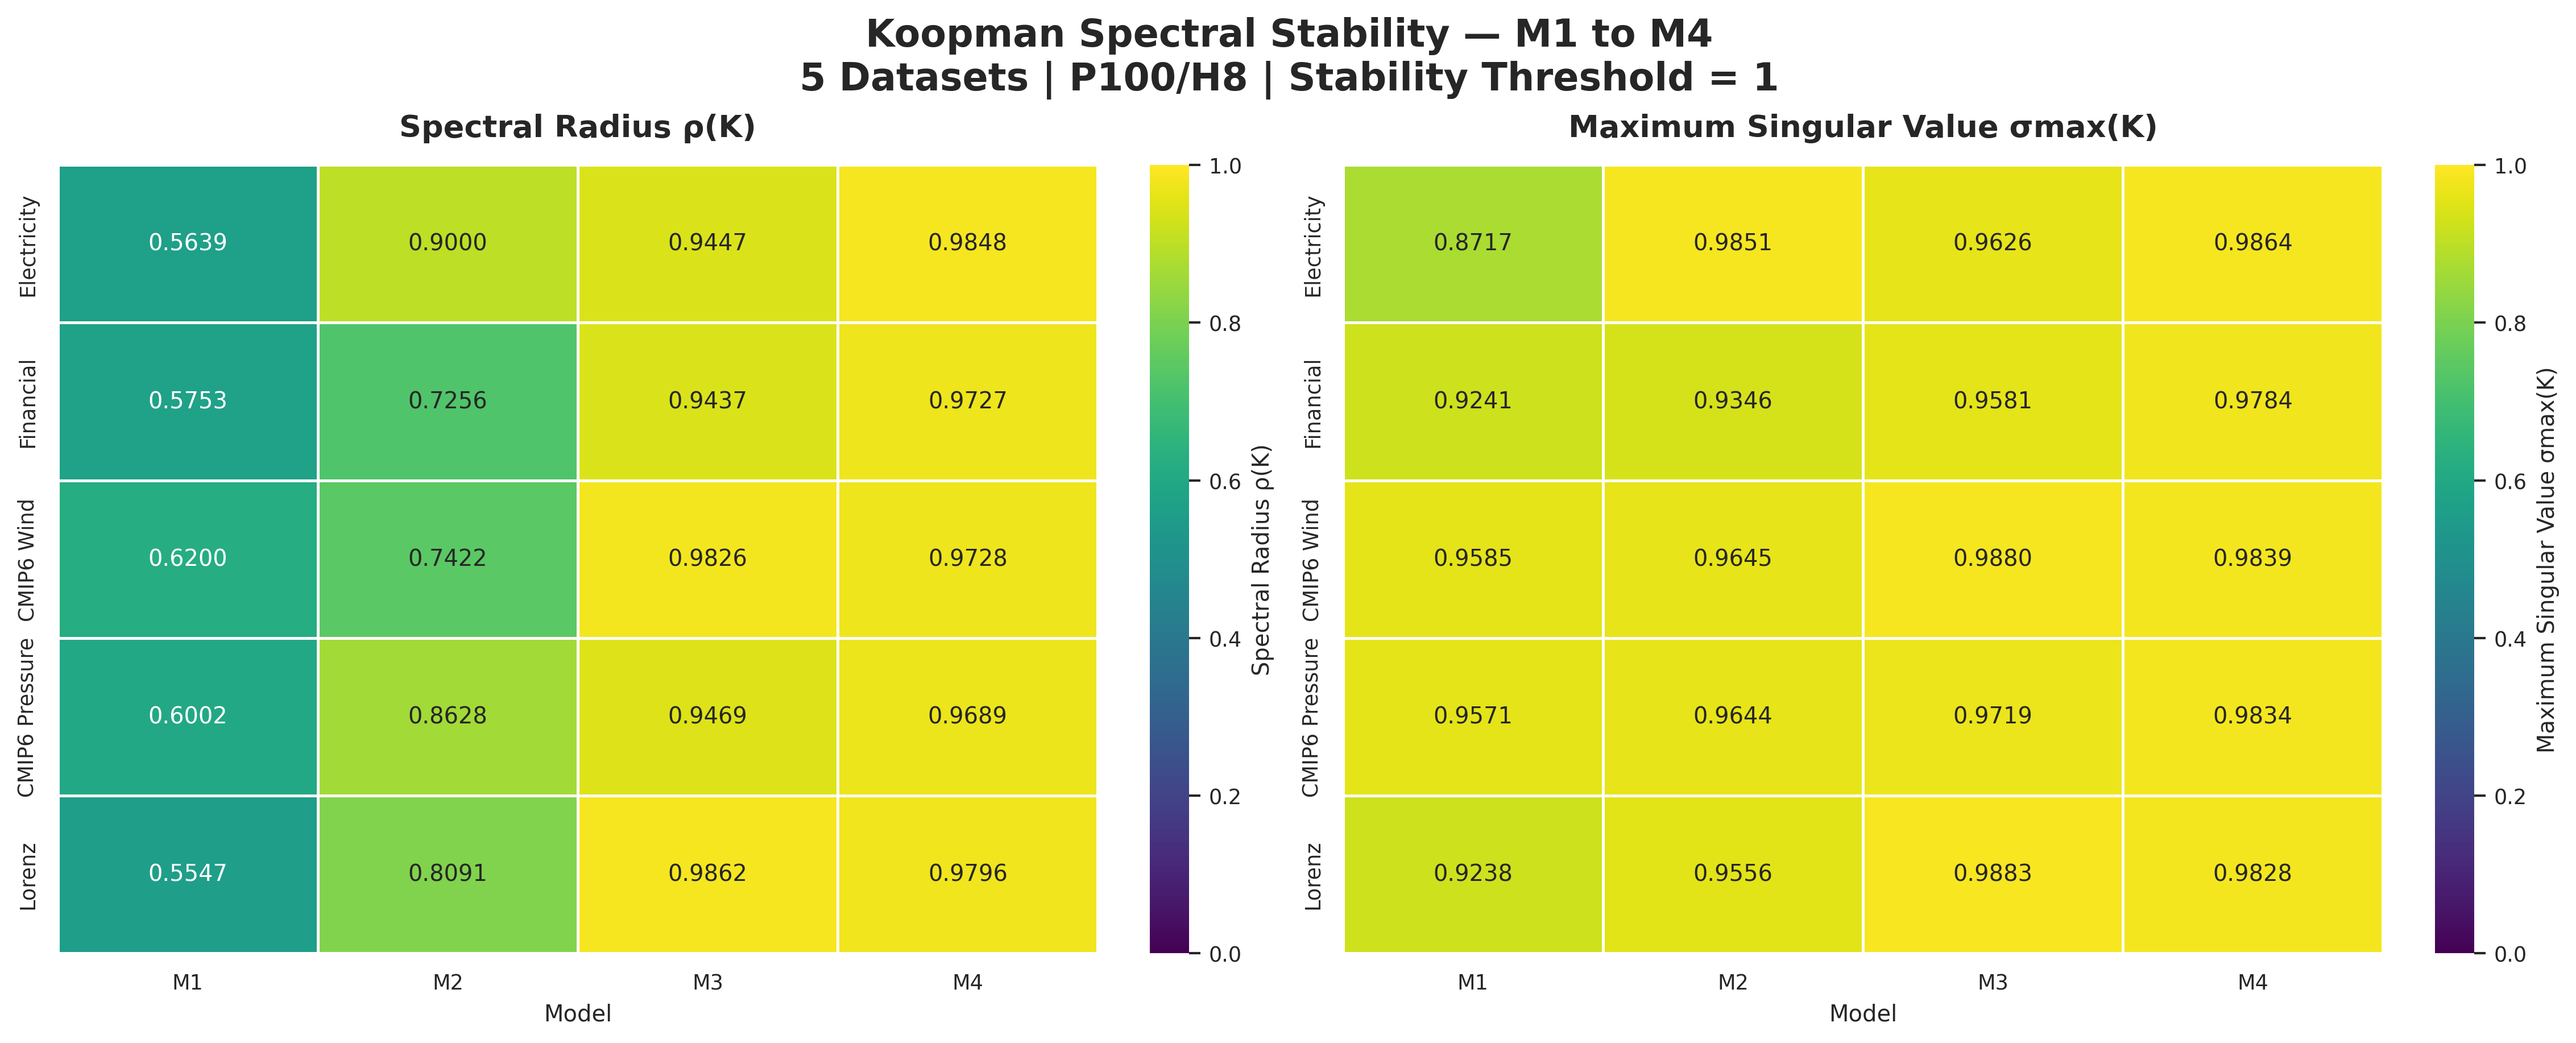 Koopman Spectral Stability — M1 to M4
5 Datasets | P100/H8 | Stability Threshold = 1
Spectral Radius ρ(K)
Electricity
0.5639 0.9000 0.9447 0.9848
Financial
0.5753 0.7256 0.9437 0.9727
CMIP6 Wind
0.6200 0.7422 0.9826 0.9728
CMIP6 Pressure
0.6002 0.8628 0.9469 0.9689
Lorenz
0.5547 0.8091 0.9862 0.9796
M1 M2 M3 M4
Model
1.0
0.8
0.6
0.4
0.2
0.0
Spectral Radius ρ(K)
Maximum Singular Value σmax(K)
Electricity
0.8717 0.9851 0.9626 0.9864
Financial
0.9241 0.9346 0.9581 0.9784
CMIP6 Wind
0.9585 0.9645 0.9880 0.9839
CMIP6 Pressure
0.9571 0.9644 0.9719 0.9834
Lorenz
0.9238 0.9556 0.9883 0.9828
M1 M2 M3 M4
Model
1.0
0.8
0.6
0.4
0.2
0.0
Maximum Singular Value σmax(K)